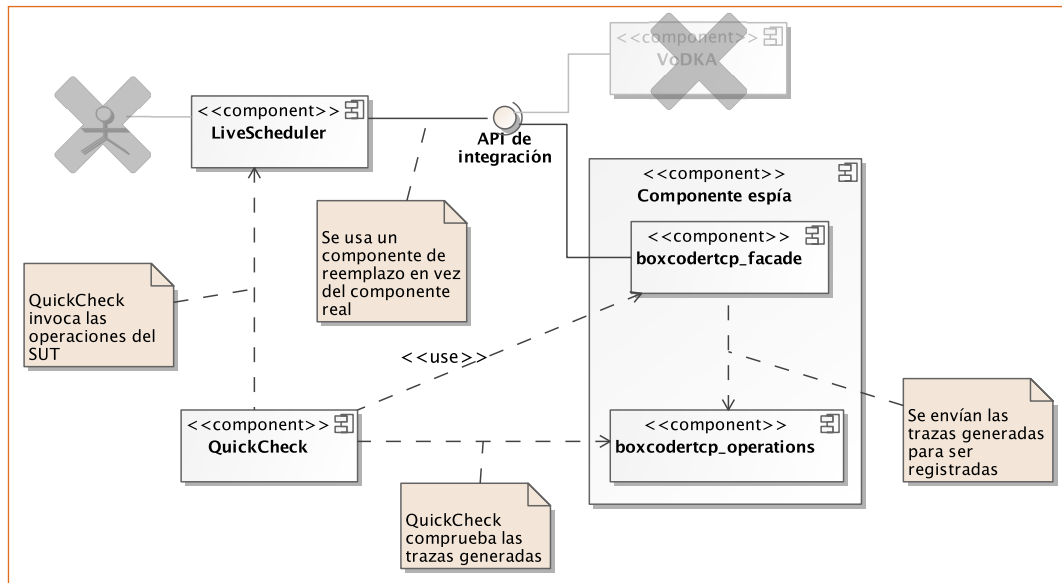 <<component>>
VoDKA
<<component>>
LiveScheduler
API de
integración
<<component>>
Componente espía
<<component>>
boxcodertcp_facade
Se usa un
componente de
reemplazo en vez
del componente
real
QuickCheck
invoca las
operaciones del
SUT
<<use>>
<<component>>
QuickCheck
<<component>>
boxcodertcp_operations
Se envían las
trazas generadas
para ser
registradas
QuickCheck
comprueba las
trazas generadas